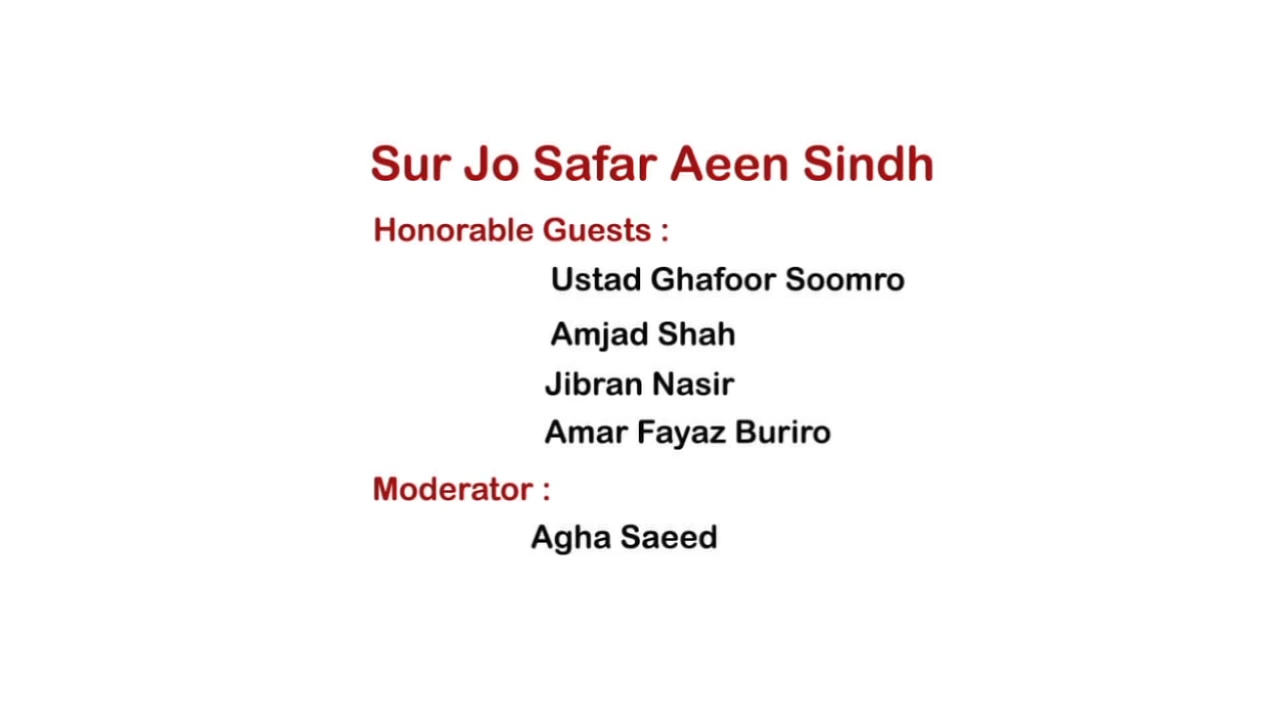 Sur Jo Safar Aeen Sindh
Honorable Guests :
Ustad Ghafoor Soomro
Amjad Shah
Jibran Nasir
Amar Fayaz Buriro
Moderator :
Agha Saeed